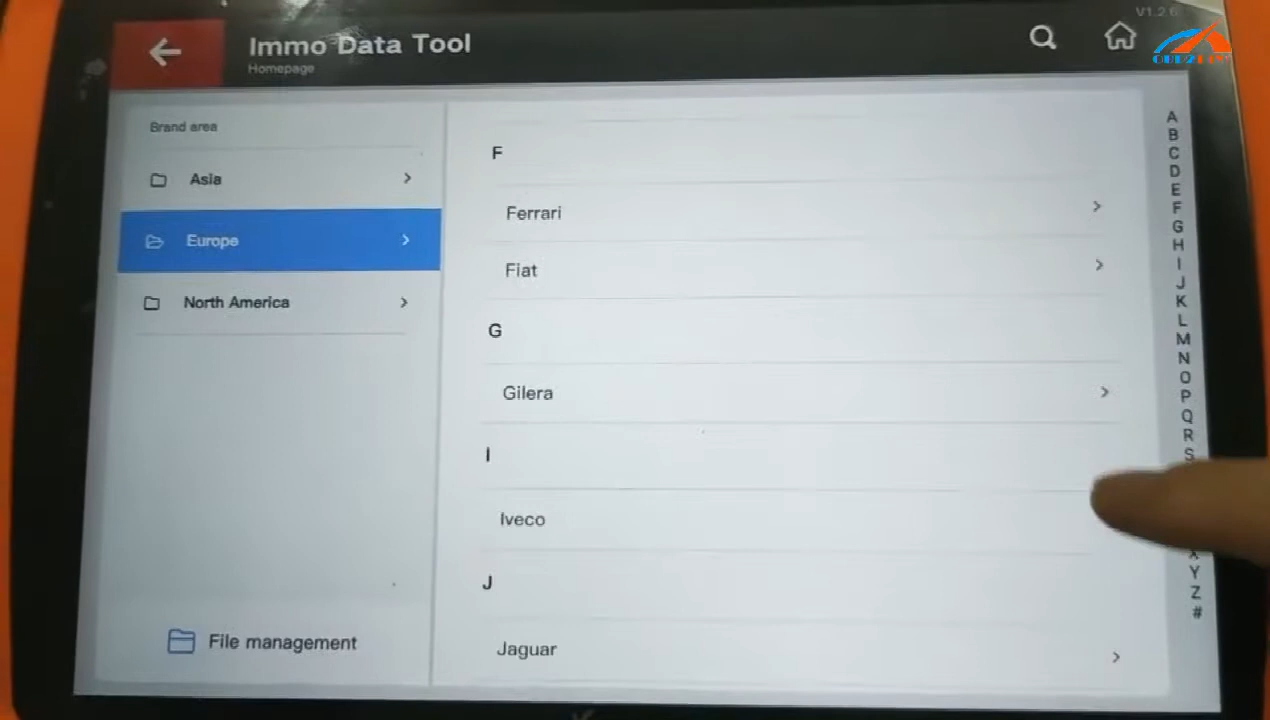 V1.2.6
Immo Data Tool
Homepage
Brand area
Asia
Europe
North America
File management
F
Ferrari
Fiat
G
Gilera
I
Iveco
J
Jaguar
A
B
C
D
E
F
G
H
I
J
K
L
M
N
O
P
Q
R
S
X
Y
Z
#